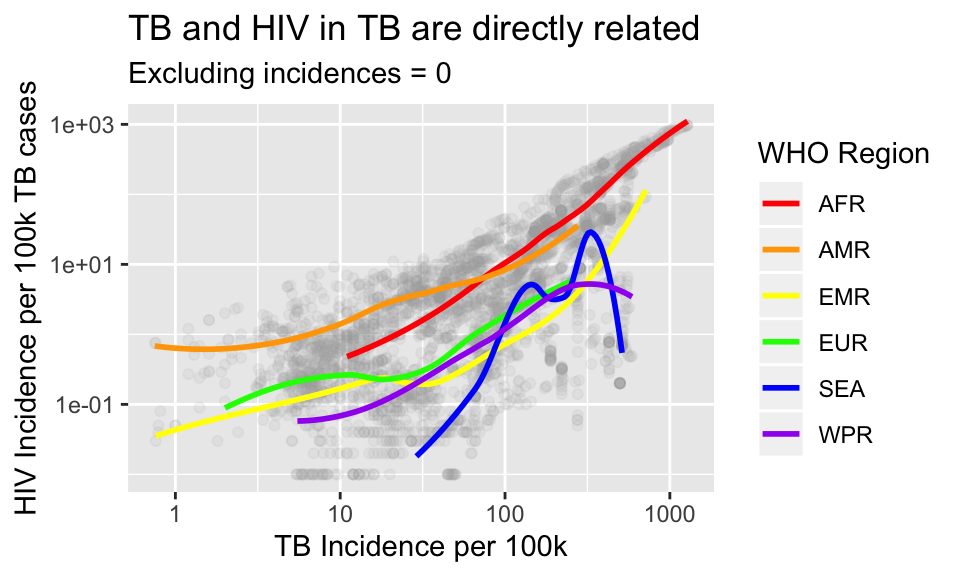 TB and HIV in TB are directly related
Excluding incidences = 0
HIV Incidence per 100k TB cases
1e+03
1e+01
1e-01
1
10
100
1000
TB Incidence per 100k
WHO Region
AFR
AMR
EMR
EUR
SEA
WPR